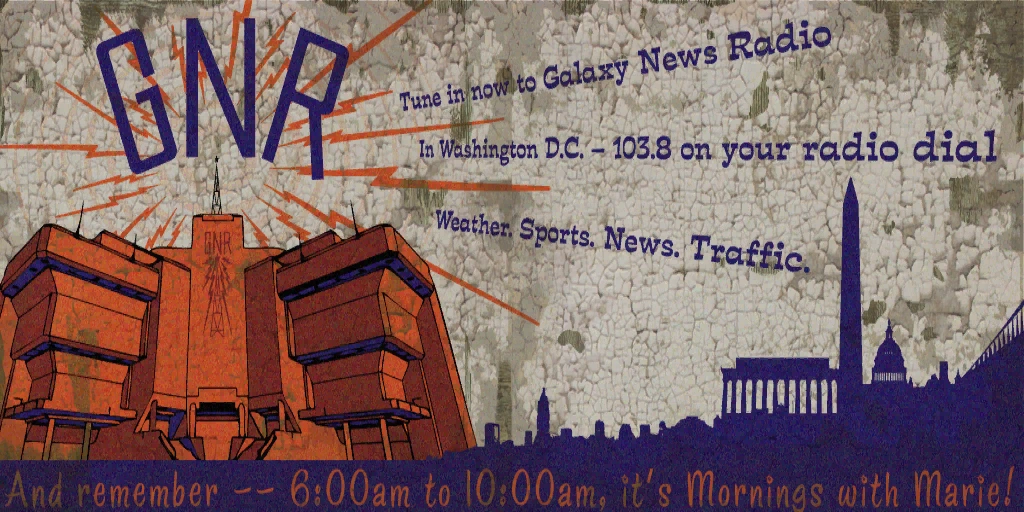 GNR
Tune in now to Galaxy News Radio
In Washington D.C. – 103.8 on your radio dial
Weather. Sports. News. Traffic.
GNR
And remember -- 6:00am to 10:00am, it's Mornings with Marie!